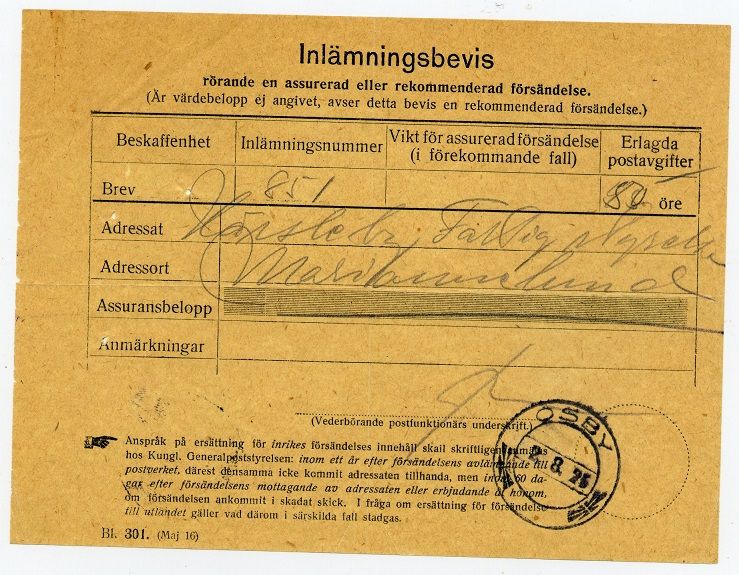 Inlämningsbevis
rörande en assurerad eller rekommenderad försändelse.
(Är värdebelopp ej angivet, avser detta bevis en rekommenderad försändelse.)
Beskaffenhet Inlämningsnummer Vikt för assurerad försändelse (i förekommande fall) Erlagda postavgifter
Brev 851 80 öre
Adressat
Adressort Mariannelund
Assuransbelopp
Anmärkningar
(Vederbörande postfunktionärs underskrift.)
OSBY
8. 25
Anspråk på ersättning för inrikes försändelses innehåll skall skriftligen anmälas
hos Kungl. Generalpoststyrelsen: inom ett år efter försändelsens avlämnande till
postverket, därest densamma icke kommit adressaten tillhanda, men inom 60 da-
gar efter försändelsens mottagande av adressaten eller erbjudande åt honom,
om försändelsen ankommit i skadat skick. I fråga om ersättning för försändelse
till utlandet gäller vad därom i särskilda fall stadgas.
Bl. 301. (Maj 16)